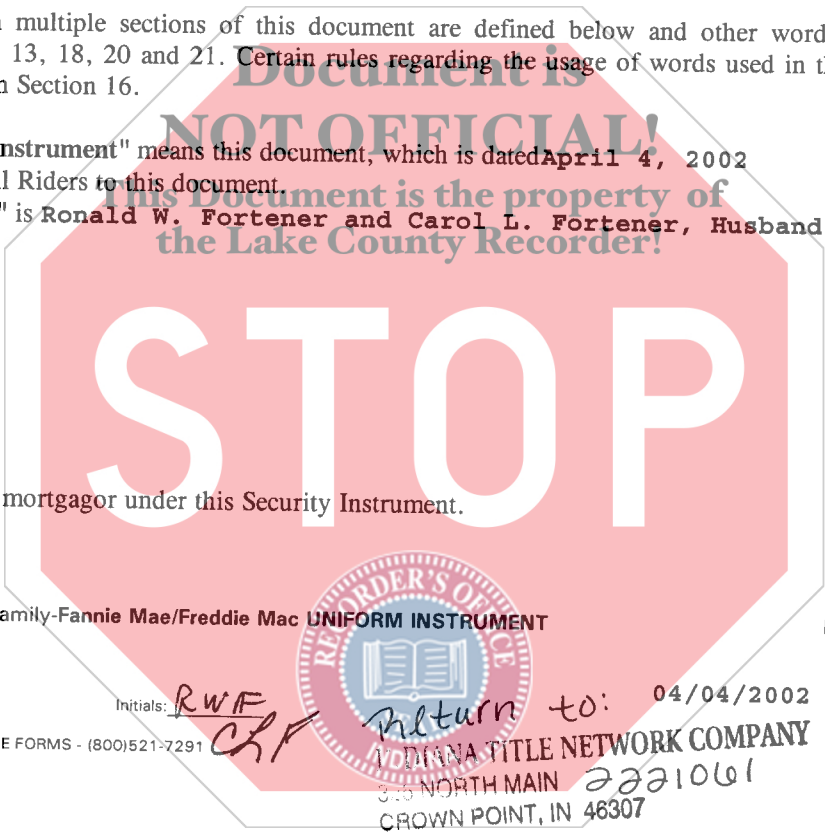 multiple sections of this document are defined below and other word
13, 18, 20 and 21. Certain rules regarding the usage of words used in t
Section 16.
Document is
NOT OFFICIAL!
nstrument" means this document, which is dated April 4, 2002
l Riders to this document.
This Document is the property of
" is Ronald W. Fortener and Carol L. Fortener, Husband
the Lake County Recorder!
STOP
mortgagor under this Security Instrument.
RECORDER'S OFFICE
amily-Fannie Mae/Freddie Mac UNIFORM INSTRUMENT
Initials: RWF
CLF
Return to: 04/04/2002
E FORMS - (800)521-7291
INDIANA TITLE NETWORK COMPANY
NORTH MAIN 2221061
CROWN POINT, IN 46307